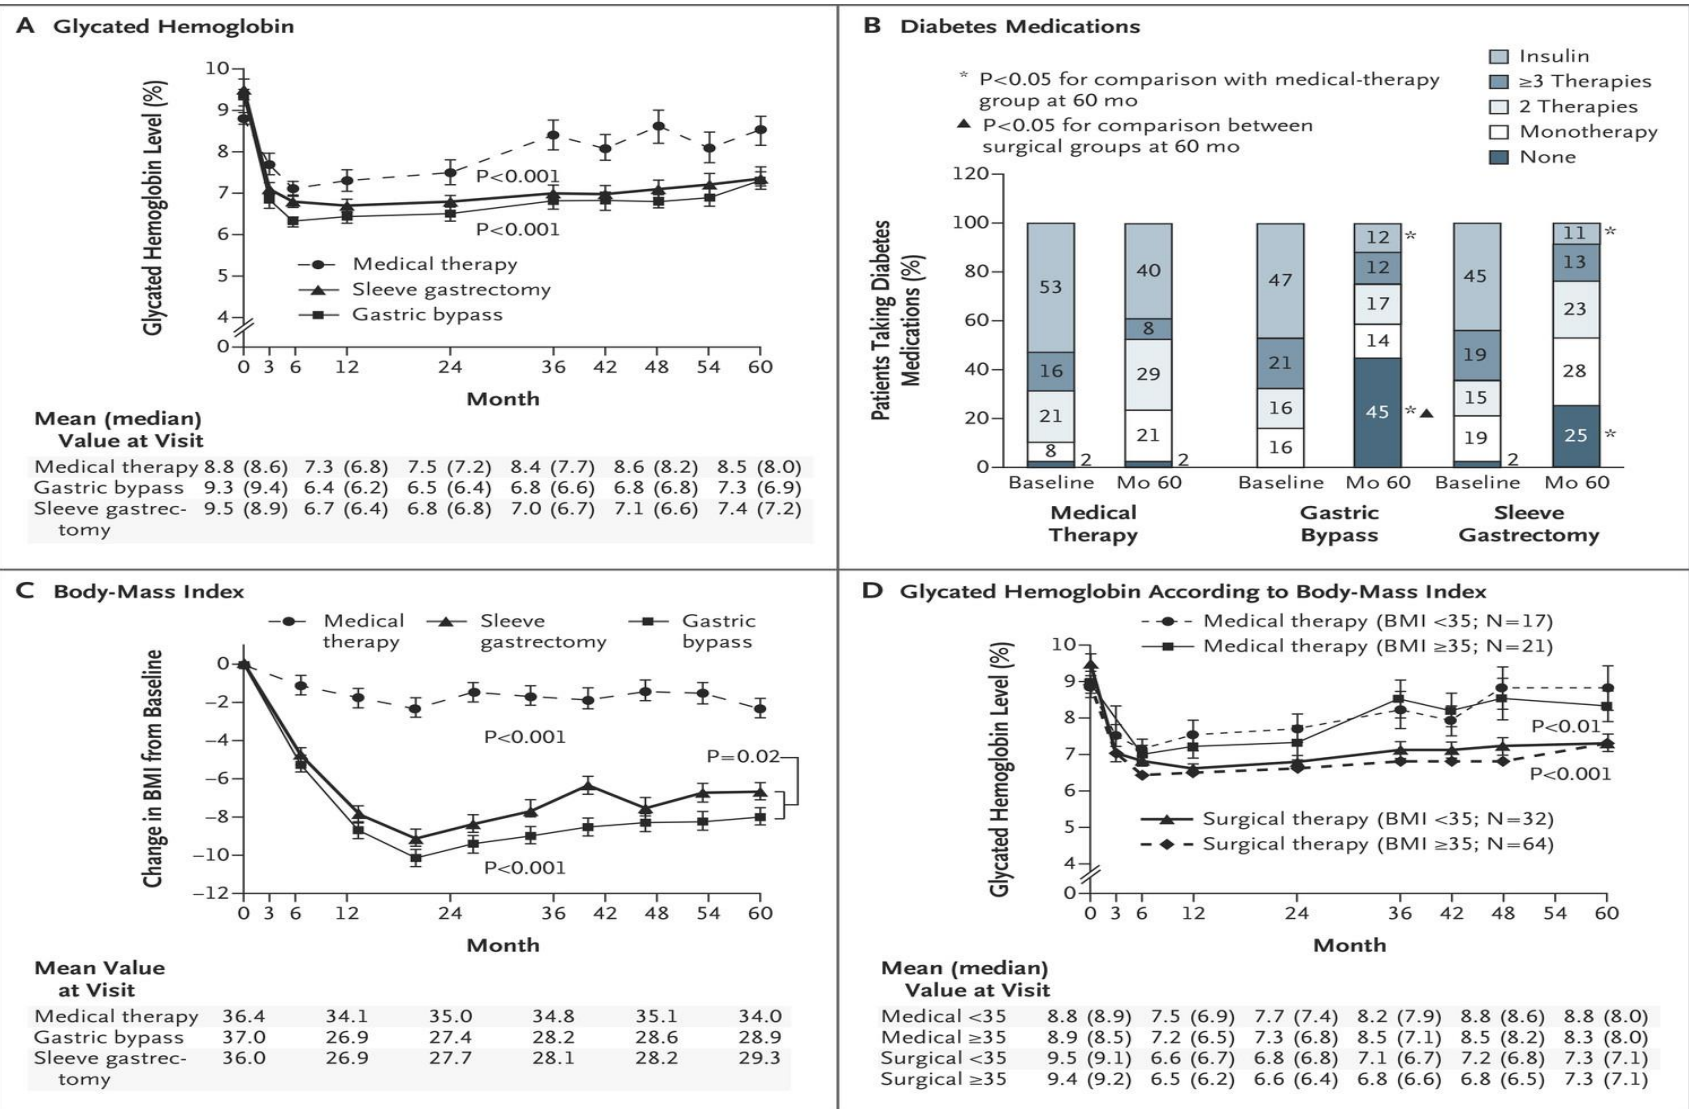 A Glycated Hemoglobin
Glycated Hemoglobin Level (%)
10
9
8
7
6
5
4
0
P<0.001
P<0.001
Medical therapy
Sleeve gastrectomy
Gastric bypass
0 3 6 12 24 36 42 48 54 60
Month
Mean (median)
Value at Visit
Medical therapy 8.8 (8.6) 7.3 (6.8) 7.5 (7.2) 8.4 (7.7) 8.6 (8.2) 8.5 (8.0)
Gastric bypass 9.3 (9.4) 6.4 (6.2) 6.5 (6.4) 6.8 (6.6) 6.8 (6.8) 7.3 (6.9)
Sleeve gastrec- 9.5 (8.9) 6.7 (6.4) 6.8 (6.8) 7.0 (6.7) 7.1 (6.6) 7.4 (7.2)
tomy
B Diabetes Medications
* P<0.05 for comparison with medical-therapy
group at 60 mo
▲ P<0.05 for comparison between
surgical groups at 60 mo
Insulin
≥3 Therapies
2 Therapies
Monotherapy
None
Patients Taking Diabetes
Medications (%)
120
100
80
60
40
20
0
53
16
21
8
2
40
8
29
21
2
47
21
16
16
12 *
12
17
14
45 *▲
45
19
15
19
2
11 *
13
23
28
25 *
Baseline Mo 60 Baseline Mo 60 Baseline Mo 60
Medical Gastric Sleeve
Therapy Bypass Gastrectomy
C Body-Mass Index
Medical Sleeve Gastric
therapy gastrectomy bypass
Change in BMI from Baseline
0
−2
−4
−6
−8
−10
−12
P<0.001
P=0.02
P<0.001
0 3 6 12 24 36 42 48 54 60
Month
Mean Value
at Visit
Medical therapy 36.4 34.1 35.0 34.8 35.1 34.0
Gastric bypass 37.0 26.9 27.4 28.2 28.6 28.9
Sleeve gastrec- 36.0 26.9 27.7 28.1 28.2 29.3
tomy
D Glycated Hemoglobin According to Body-Mass Index
Medical therapy (BMI <35; N=17)
Medical therapy (BMI ≥35; N=21)
Glycated Hemoglobin Level (%)
10
9
8
7
6
5
4
0
P<0.01
P<0.001
Surgical therapy (BMI <35; N=32)
Surgical therapy (BMI ≥35; N=64)
0 3 6 12 24 36 42 48 54 60
Month
Mean (median)
Value at Visit
Medical <35 8.8 (8.9) 7.5 (6.9) 7.7 (7.4) 8.2 (7.9) 8.8 (8.6) 8.8 (8.0)
Medical ≥35 8.9 (8.5) 7.2 (6.5) 7.3 (6.8) 8.5 (7.1) 8.5 (8.2) 8.3 (8.0)
Surgical <35 9.5 (9.1) 6.6 (6.7) 6.8 (6.8) 7.1 (6.7) 7.2 (6.8) 7.3 (7.1)
Surgical ≥35 9.4 (9.2) 6.5 (6.2) 6.6 (6.4) 6.8 (6.6) 6.8 (6.5) 7.3 (7.1)